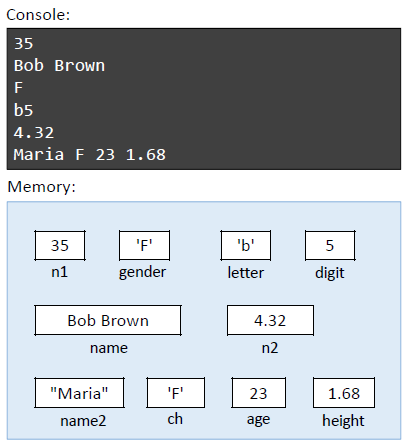 Console:
35
Bob Brown
F
b5
4.32
Maria F 23 1.68
Memory:
35 'F' 'b' 5
n1 gender letter digit
Bob Brown 4.32
name n2
"Maria" 'F' 23 1.68
name2 ch age height